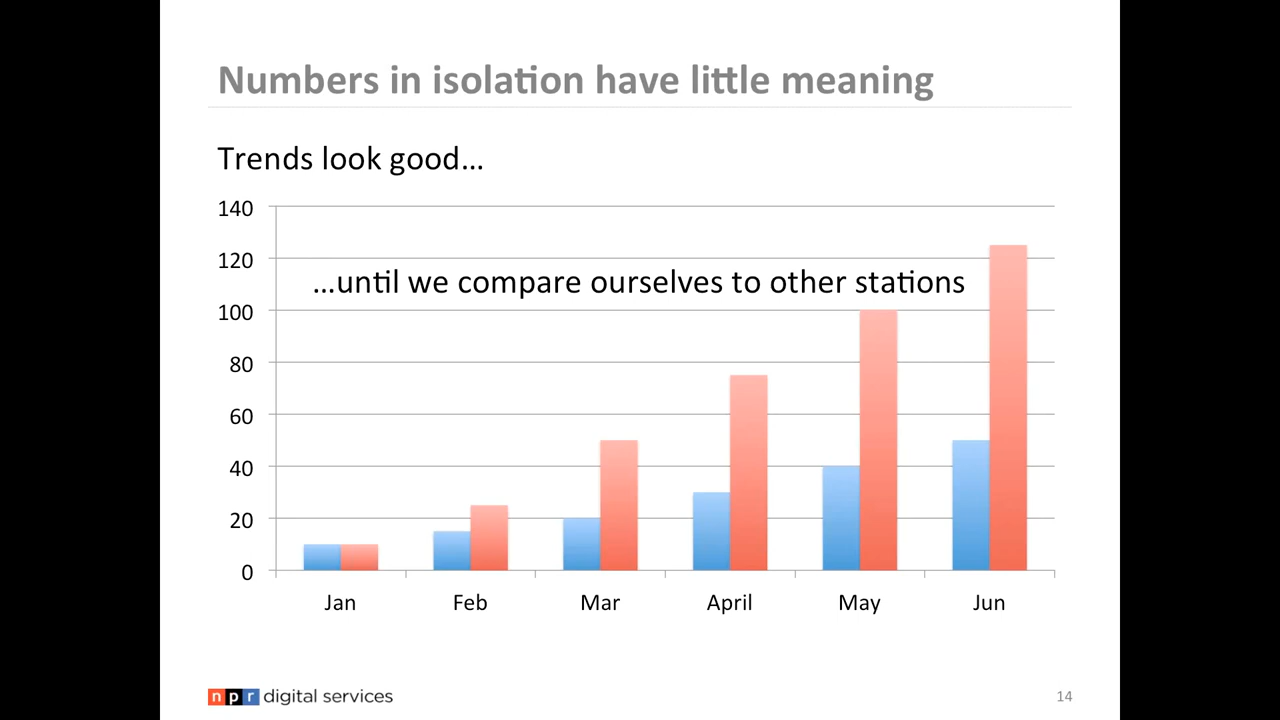 Numbers in isolation have little meaning
Trends look good...
140
120
...until we compare ourselves to other stations
100
80
60
40
20
0
Jan Feb Mar April May Jun
npr digital services
14